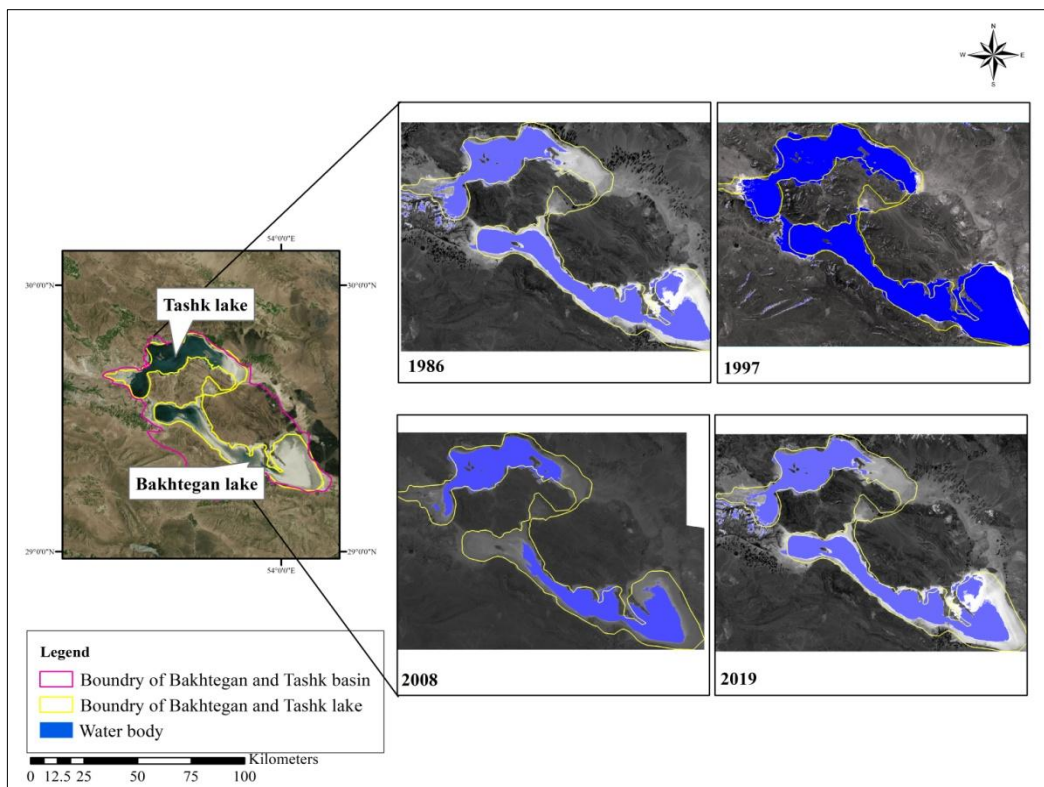 N
W E
S
54°0'0"E
30°0'0"N
30°0'0"N
Tashk lake
Bakhtegan lake
29°0'0"N
29°0'0"N
54°0'0"E
1986
1997
2008
2019
Legend
Boundry of Bakhtegan and Tashk basin
Boundry of Bakhtegan and Tashk lake
Water body
Kilometers
0 12.5 25 50 75 100